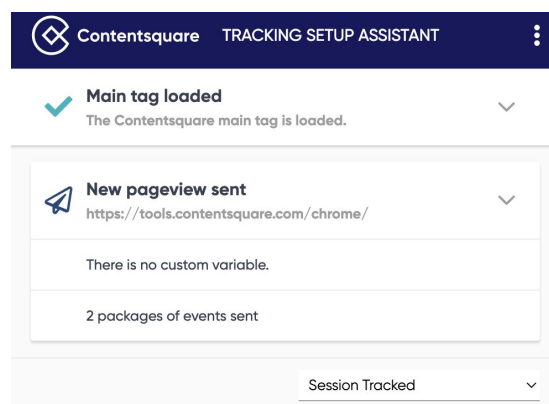 Contentsquare TRACKING SETUP ASSISTANT
Main tag loaded
The Contentsquare main tag is loaded.
New pageview sent
https://tools.contentsquare.com/chrome/
There is no custom variable.
2 packages of events sent
Session Tracked